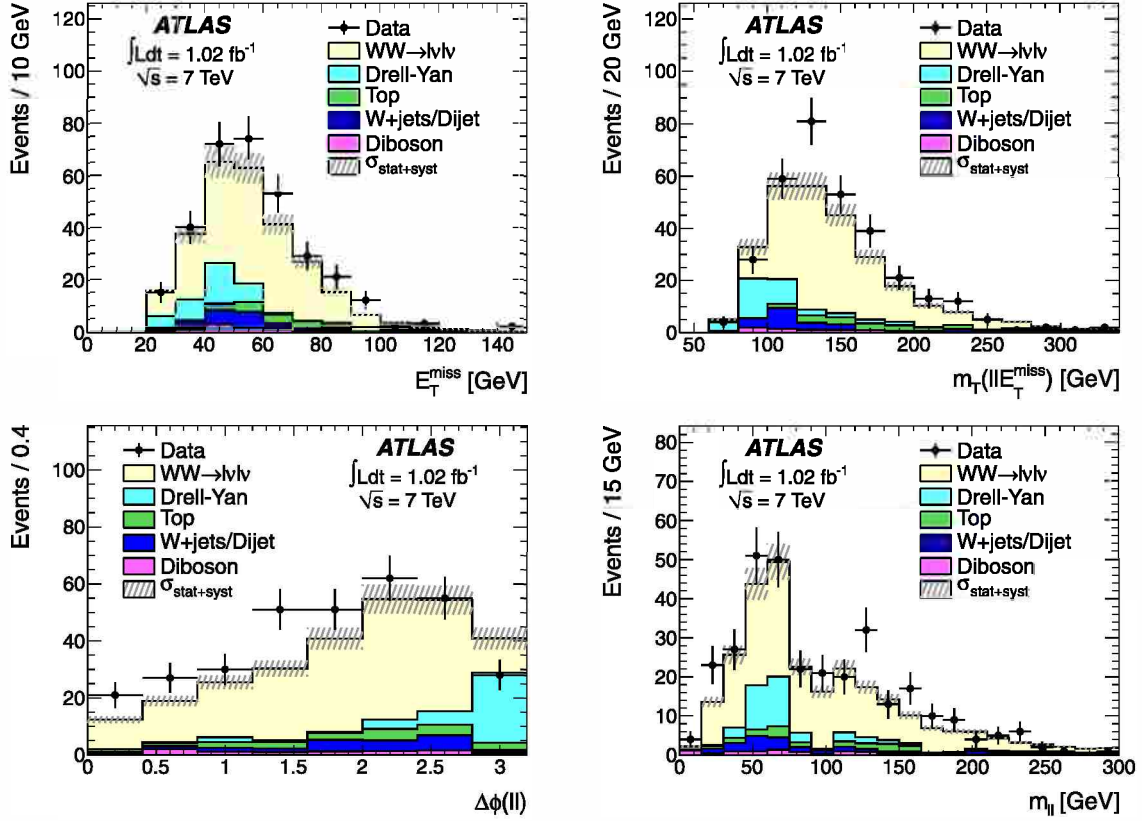 Events / 10 GeV
120
100
80
60
40
20
0
ATLAS
∫Ldt = 1.02 fb⁻¹
√s = 7 TeV
Data
WW→lνlν
Drell-Yan
Top
W+jets/Dijet
Diboson
σstat+syst
0 20 40 60 80 100 120 140
E_T^miss [GeV]
Events / 20 GeV
120
100
80
60
40
20
0
ATLAS
∫Ldt = 1.02 fb⁻¹
√s = 7 TeV
Data
WW→lνlν
Drell-Yan
Top
W+jets/Dijet
Diboson
σstat+syst
50 100 150 200 250 300
m_T(llE_T^miss) [GeV]
Events / 0.4
100
80
60
40
20
0
Data
WW→lνlν
Drell-Yan
Top
W+jets/Dijet
Diboson
σstat+syst
ATLAS
∫Ldt = 1.02 fb⁻¹
√s = 7 TeV
0 0.5 1 1.5 2 2.5 3
Δϕ(ll)
Events / 15 GeV
80
70
60
50
40
30
20
10
0
ATLAS
∫Ldt = 1.02 fb⁻¹
√s = 7 TeV
Data
WW→lνlν
Drell-Yan
Top
W+jets/Dijet
Diboson
σstat+syst
0 50 100 150 200 250 300
m_ll [GeV]